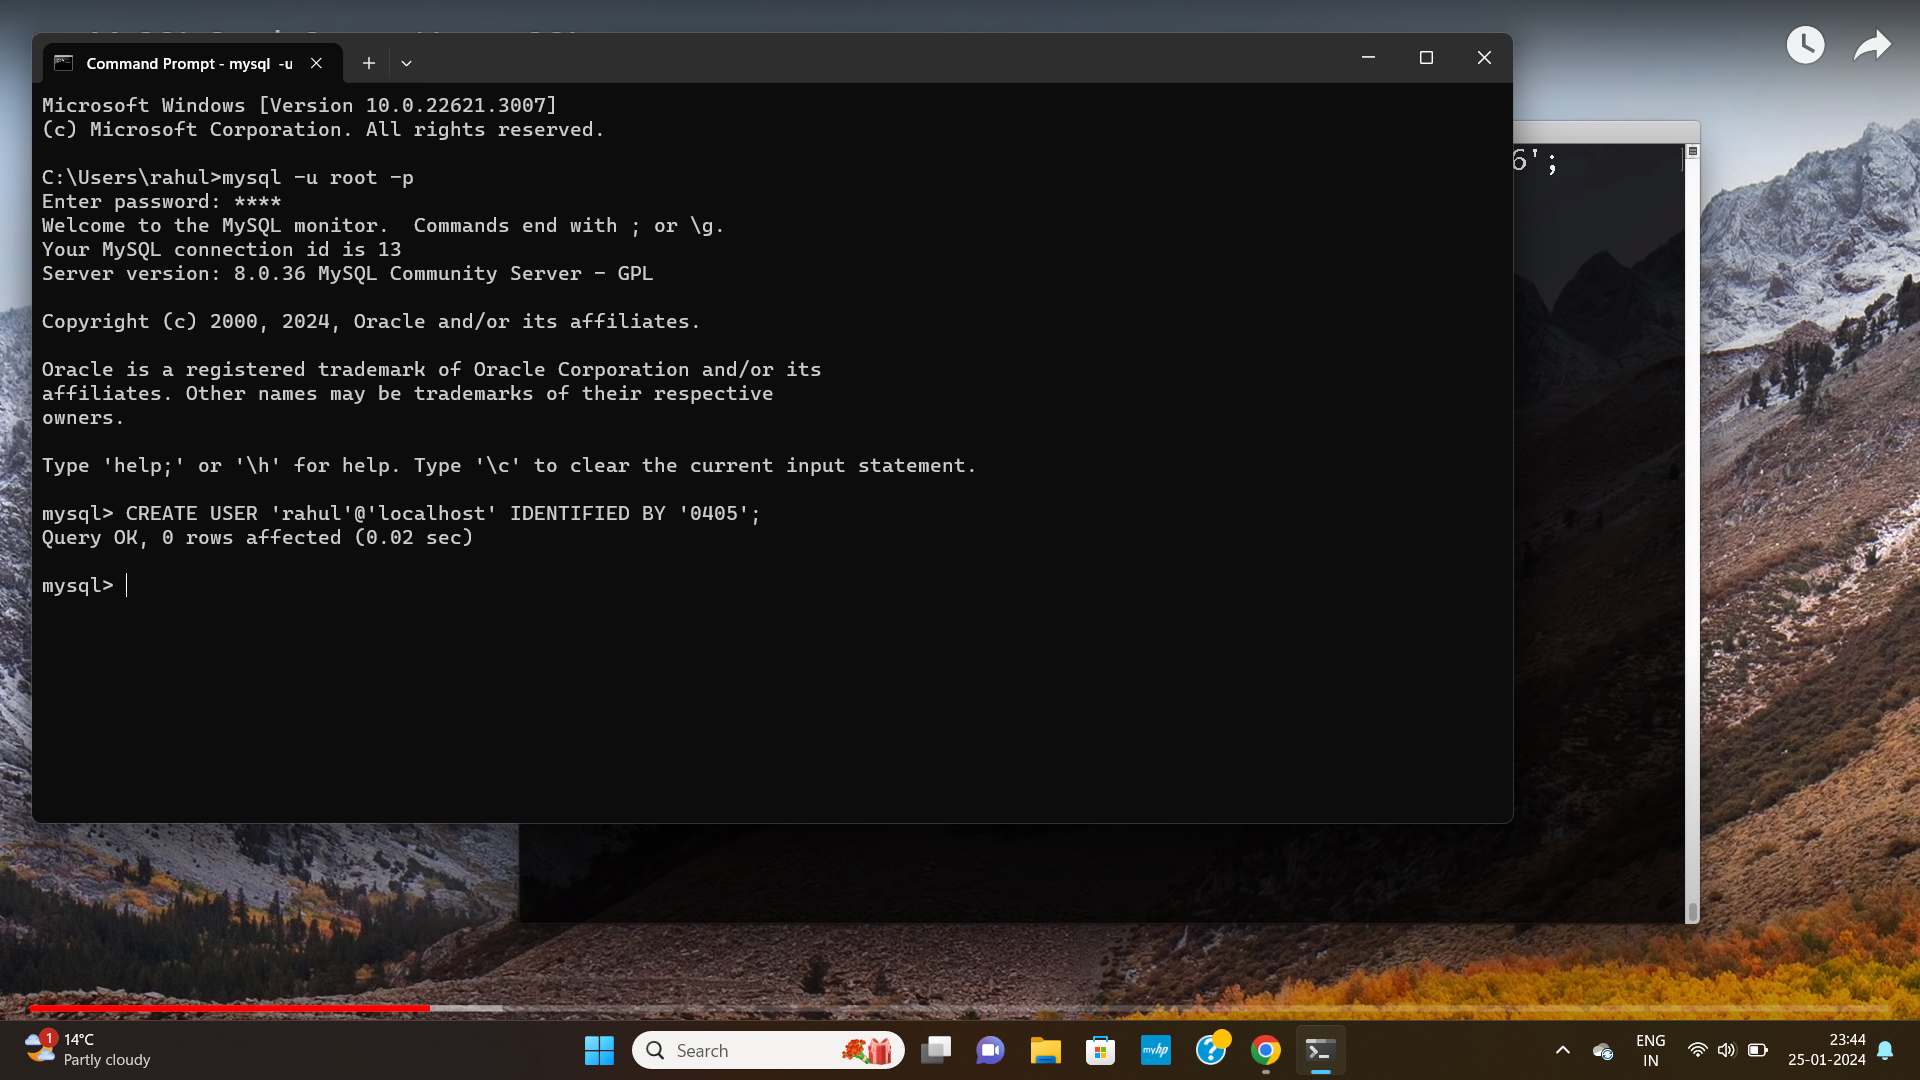 Command Prompt - mysql -u
Microsoft Windows [Version 10.0.22621.3007]
(c) Microsoft Corporation. All rights reserved.
C:\Users\rahul>mysql -u root -p
Enter password: ****
Welcome to the MySQL monitor.  Commands end with ; or \g.
Your MySQL connection id is 13
Server version: 8.0.36 MySQL Community Server - GPL
Copyright (c) 2000, 2024, Oracle and/or its affiliates.
Oracle is a registered trademark of Oracle Corporation and/or its
affiliates. Other names may be trademarks of their respective
owners.
Type 'help;' or '\h' for help. Type '\c' to clear the current input statement.
mysql> CREATE USER 'rahul'@'localhost' IDENTIFIED BY '0405';
Query OK, 0 rows affected (0.02 sec)
mysql>
6';
1
14°C
Partly cloudy
Search
myhp
ENG
IN
23:44
25-01-2024